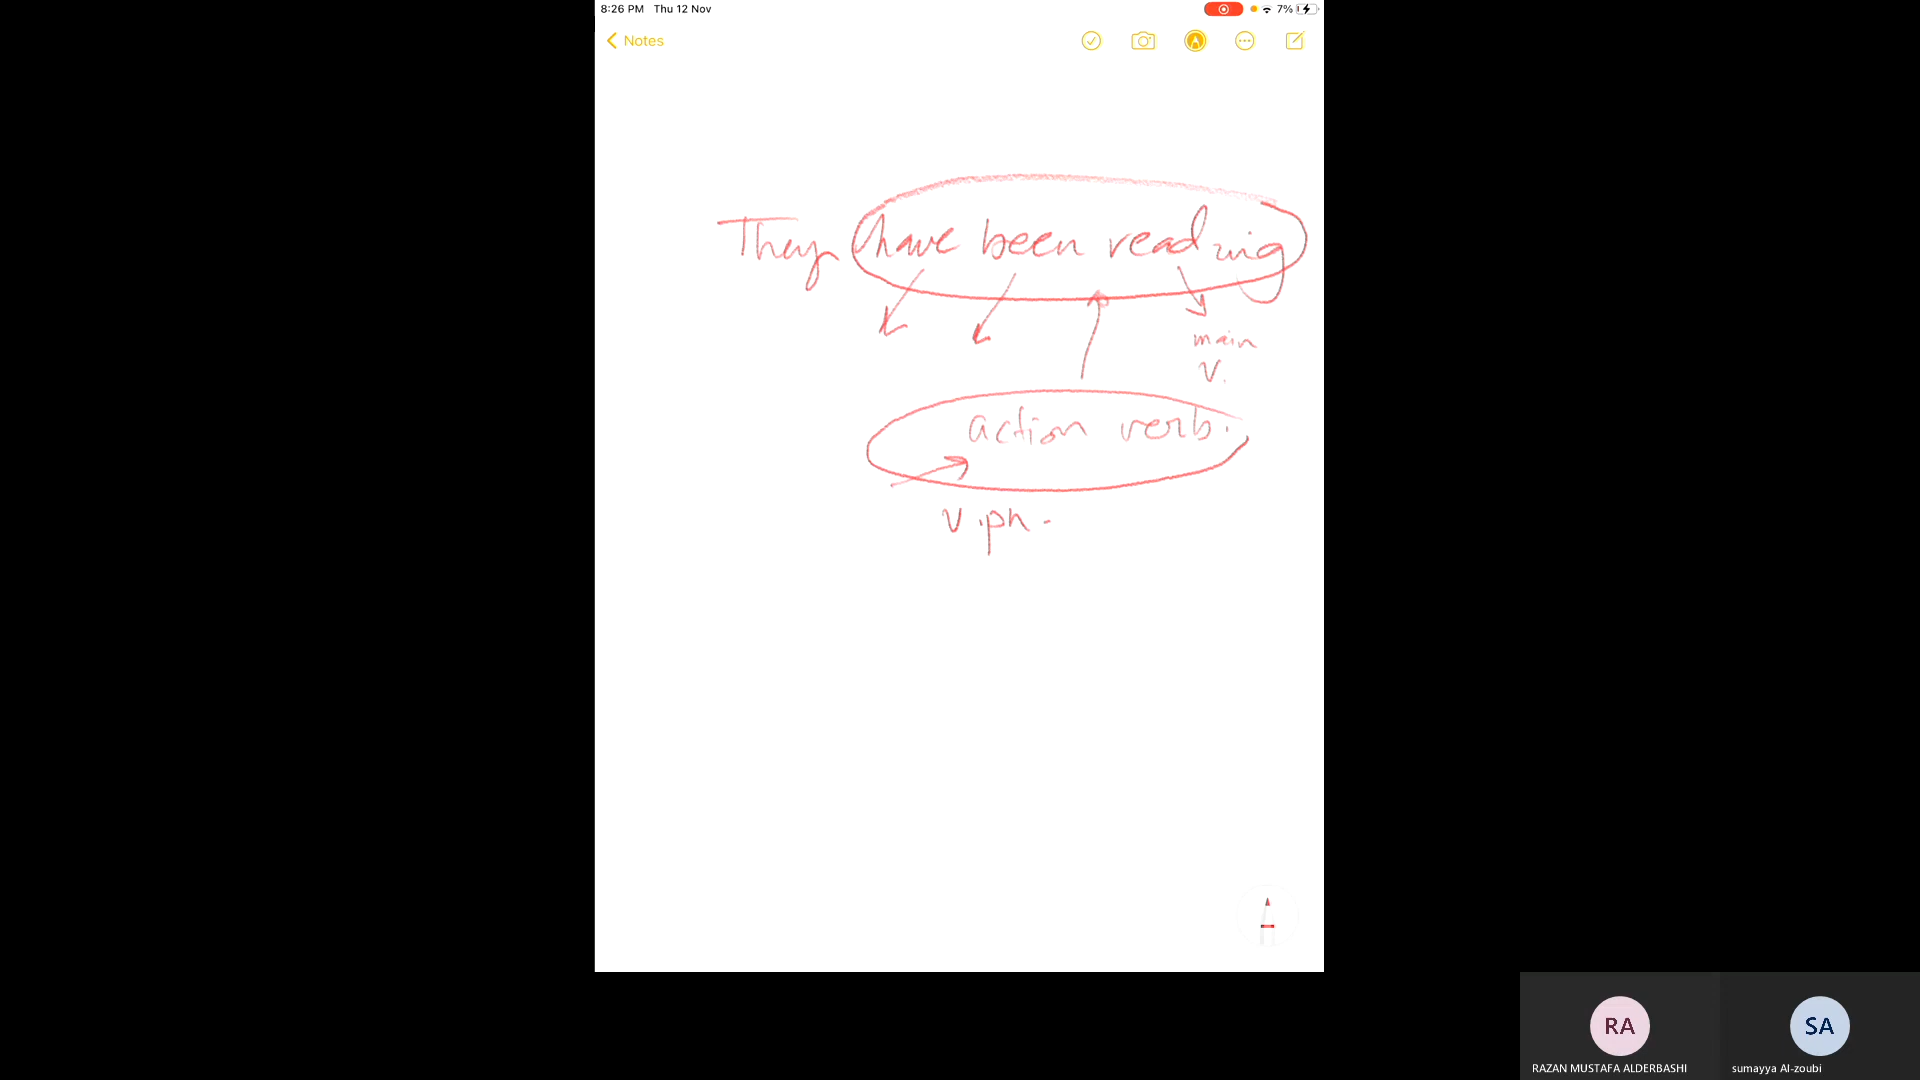 8:26 PM Thu 12 Nov
7%
Notes
They have been reading
main
V.
action verb.
V.ph.
RA
SA
RAZAN MUSTAFA ALDERBASHI
sumayya Al-zoubi